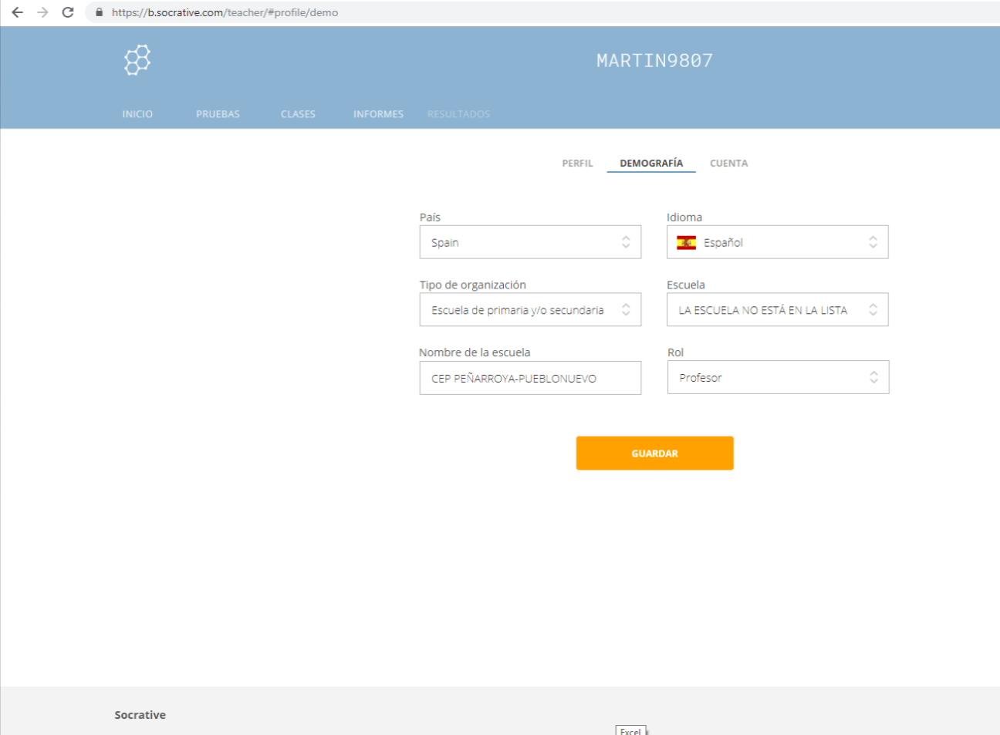 https://b.socrative.com/teacher/#profile/demo
MARTIN9807
INICIO PRUEBAS CLASES INFORMES RESULTADOS
PERFIL DEMOGRAFÍA CUENTA
País Idioma
Spain Español
Tipo de organización Escuela
Escuela de primaria y/o secundaria LA ESCUELA NO ESTÁ EN LA LISTA
Nombre de la escuela Rol
CEP PEÑARROYA-PUEBLONUEVO Profesor
GUARDAR
Socrative
Excel